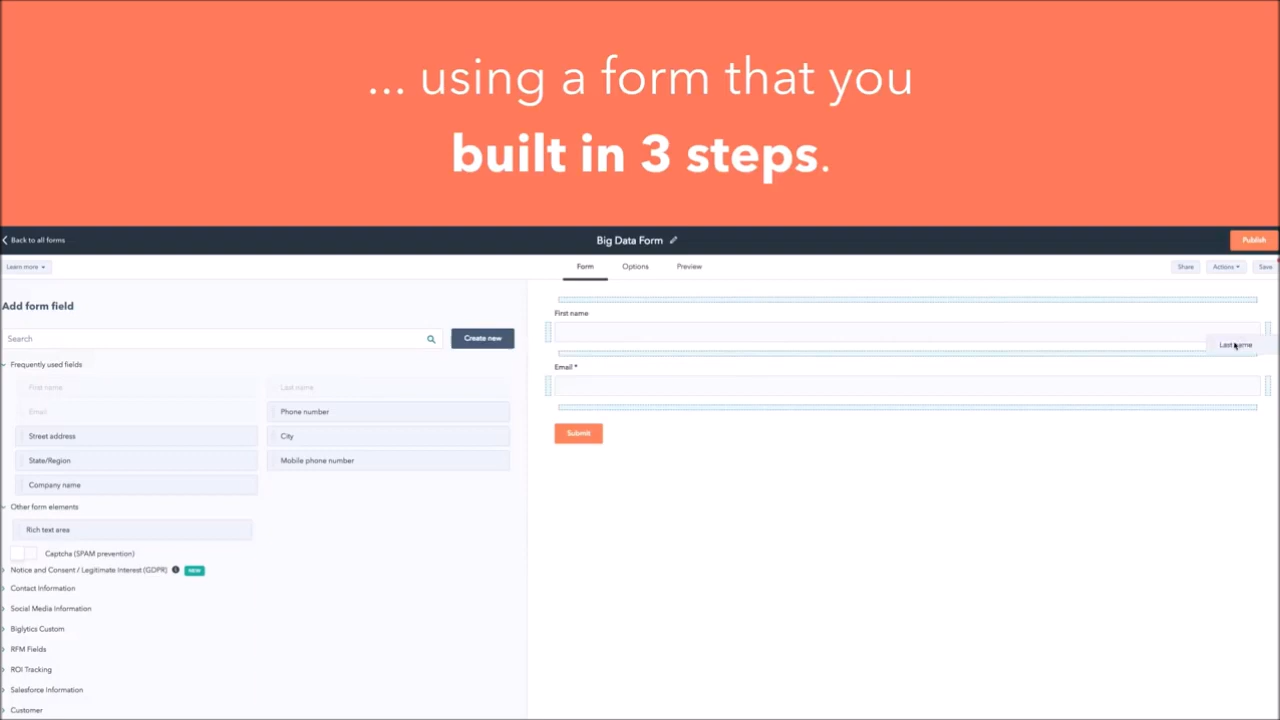 ... using a form that you
built in 3 steps.
Back to all forms
Big Data Form
Publish
Learn more
Form
Options
Preview
Share
Actions
Save
Add form field
Search
Create new
Frequently used fields
First name
Last name
Email
Phone number
Street address
City
State/Region
Mobile phone number
Company name
Other form elements
Rich text area
Captcha (SPAM prevention)
Notice and Consent / Legitimate Interest (GDPR)
NEW
Contact Information
Social Media Information
Biglytics Custom
RFM Fields
ROI Tracking
Salesforce Information
Customer
First name
Last name
Email *
Submit